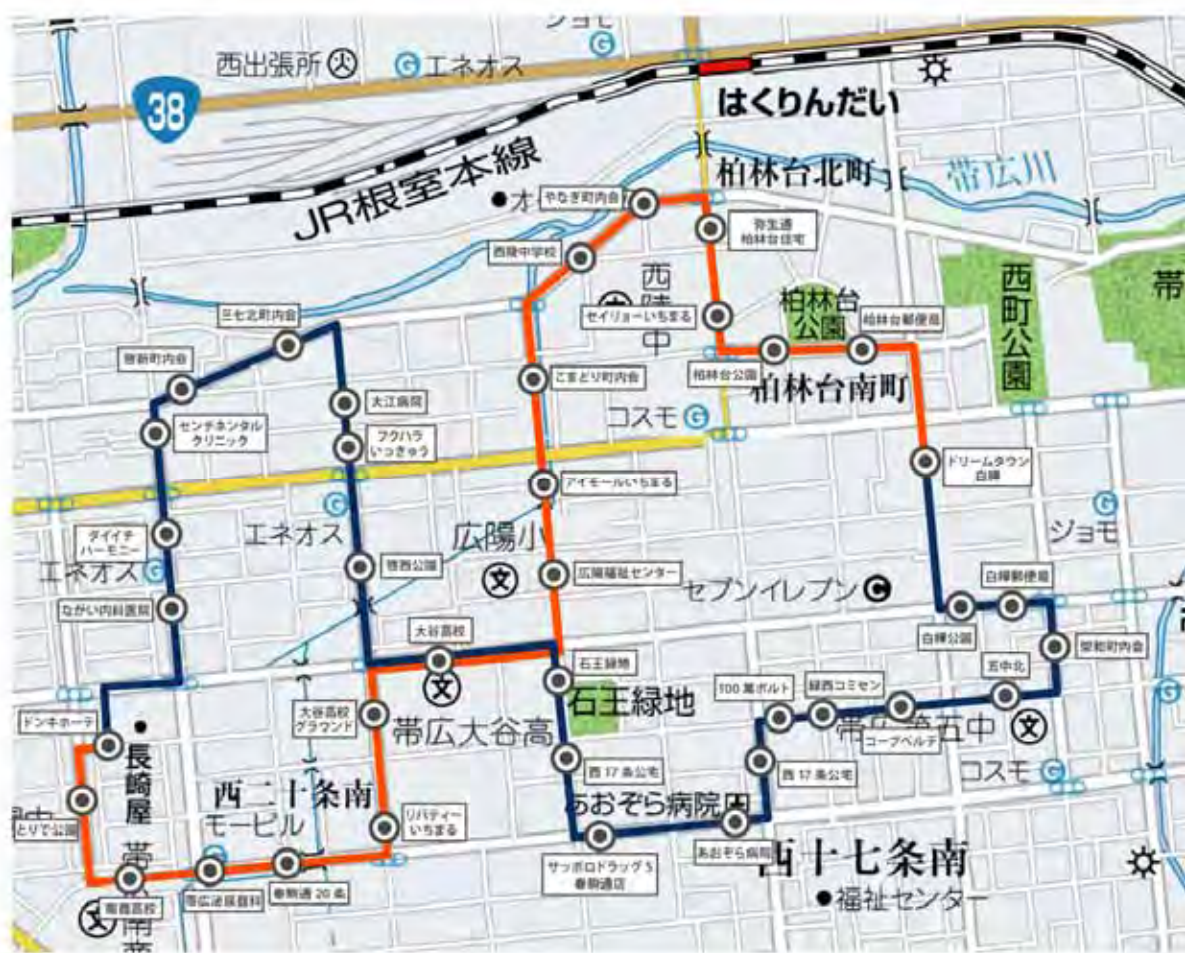 ジョモ
西出張所
エネオス
38
はくりんだい
JR根室本線
柏林台北町
帯広川
オ
やなぎ町内会
弥生通
柏林台住宅
西陵中学校
西陵中
セイリョーいちまる
柏林台
公園
柏林台郵便局
西町公園
帯
三七北町内会
啓新町内会
こまどり町内会
柏林台公園
柏林台南町
大江病院
コスモ
センチネンタル
クリニック
フクハラ
いっきゅう
ドリームタウン
白樺
アイモールいちまる
エネオス
広陽小
ジョモ
ダイイチ
ハーモニー
エネオス
啓西公園
広陽福祉センター
セブンイレブン
白樺郵便局
ながい内科医院
白樺公園
大谷高校
栄和町内会
石王緑地
五中北
100満ボルト
緑西コミセン
石王緑地
大谷高校
グラウンド
帯広大谷高
ドンキホーテ
コープベルデ
長崎屋
西17条公宅
西17条公宅
コスモ
西二十条南
モービル
あおぞら病院
とりで公園
リバティー
いちまる
サッポロドラッグS
春駒通店
あおぞら病院
西十七条南
南商高校
帯広泌尿器科
春駒通20条
福祉センター